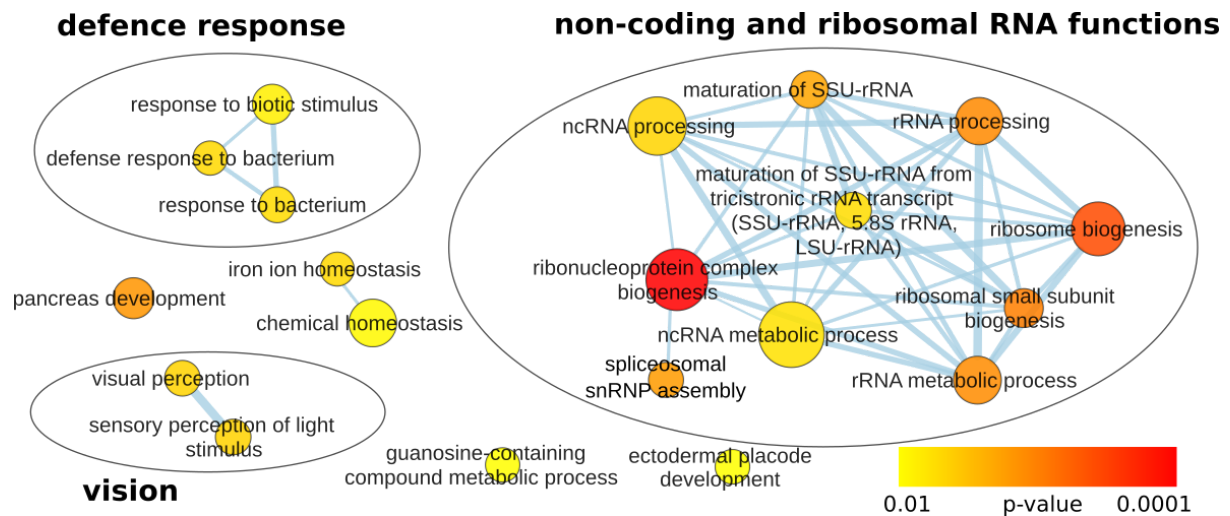 defence response
non-coding and ribosomal RNA functions
response to biotic stimulus
defense response to bacterium
response to bacterium
maturation of SSU-rRNA
ncRNA processing
rRNA processing
maturation of SSU-rRNA from
tricistronic rRNA transcript
(SSU-rRNA, 5.8S rRNA,
LSU-rRNA)
ribosome biogenesis
ribonucleoprotein complex
biogenesis
ribosomal small subunit
biogenesis
ncRNA metabolic process
spliceosomal
snRNP assembly
rRNA metabolic process
iron ion homeostasis
pancreas development
chemical homeostasis
visual perception
sensory perception of light
stimulus
vision
guanosine-containing
compound metabolic process
ectodermal placode
development
0.01 p-value 0.0001